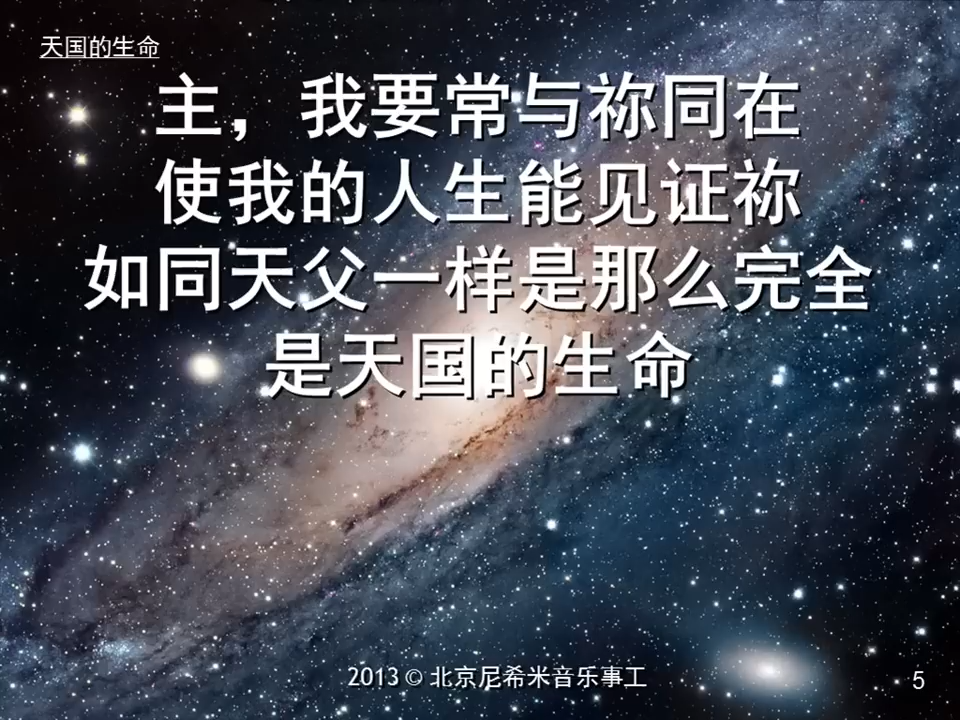 天国的生命
主，我要常与祢同在
使我的人生能见证祢
如同天父一样是那么完全
是天国的生命
2013 © 北京尼希米音乐事工
5